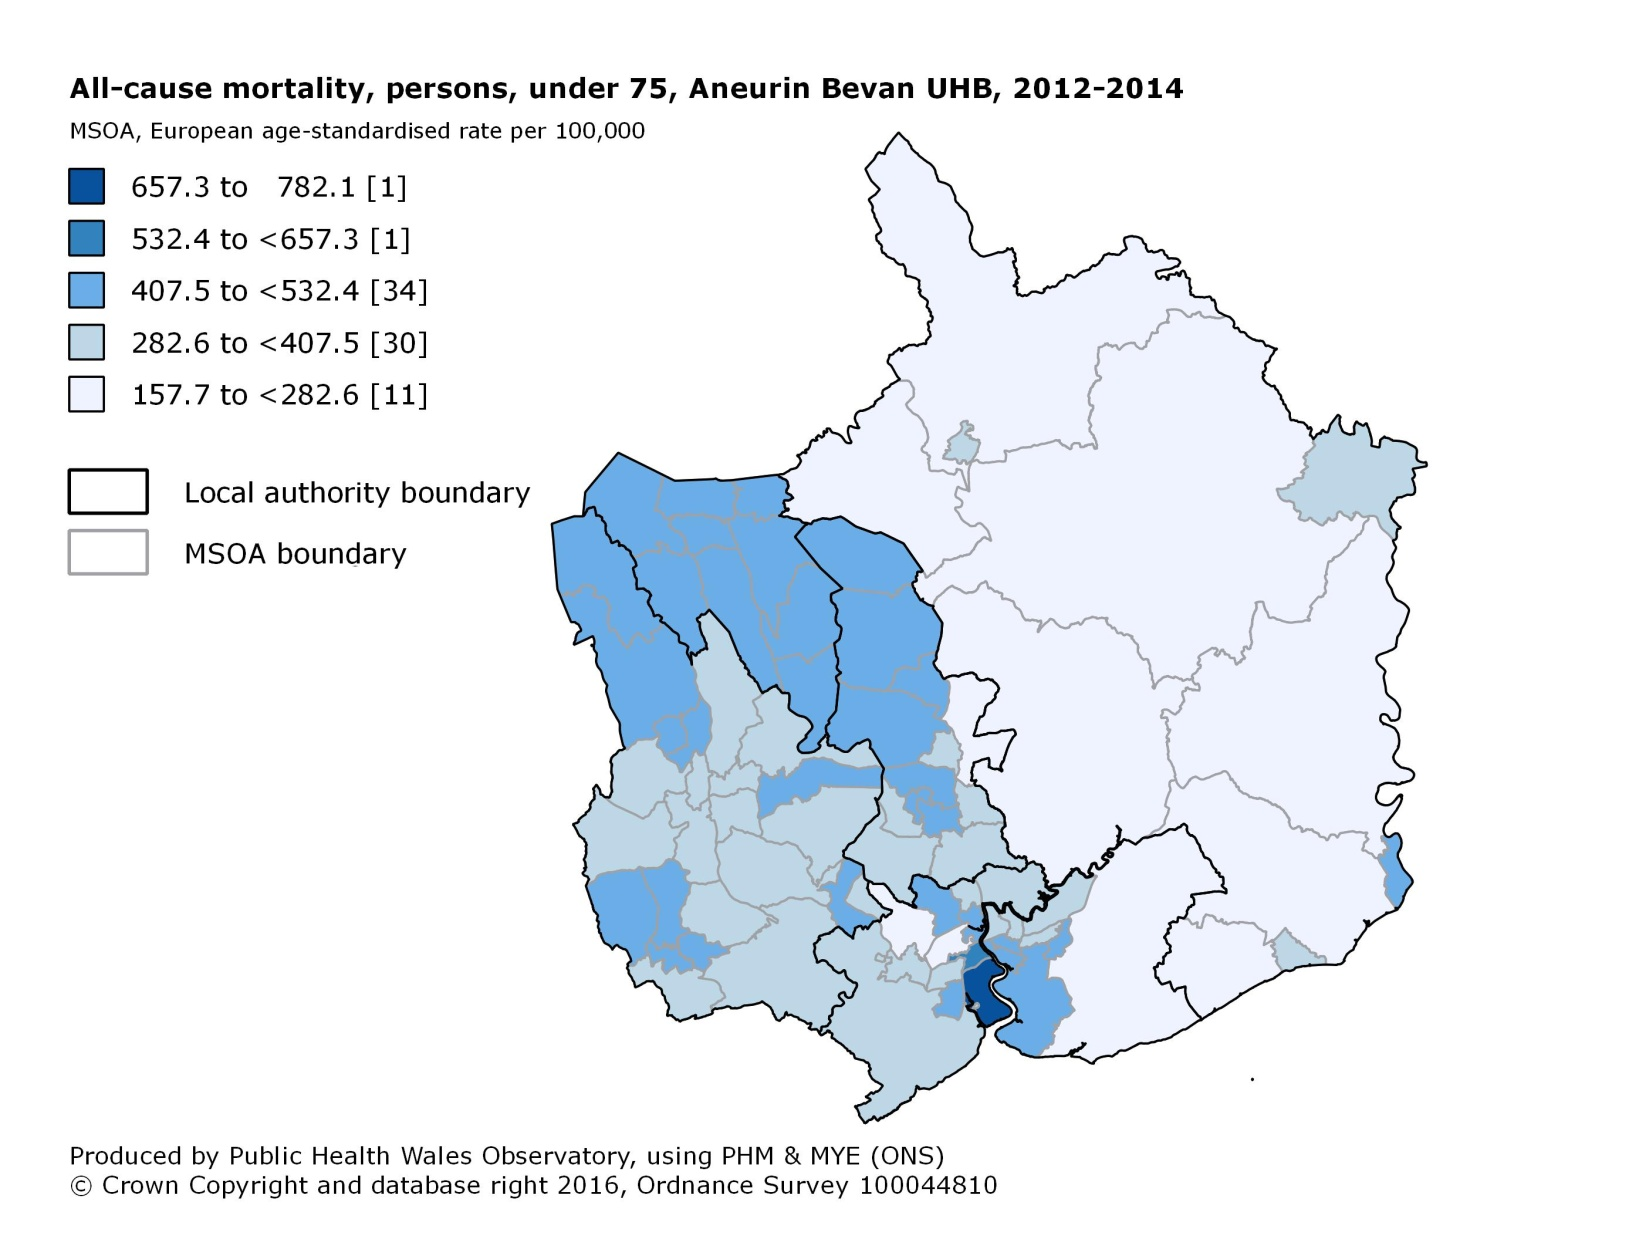 All-cause mortality, persons, under 75, Aneurin Bevan UHB, 2012-2014
MSOA, European age-standardised rate per 100,000
657.3 to 782.1 [1]
532.4 to <657.3 [1]
407.5 to <532.4 [34]
282.6 to <407.5 [30]
157.7 to <282.6 [11]
Local authority boundary
MSOA boundary
Produced by Public Health Wales Observatory, using PHM & MYE (ONS)
© Crown Copyright and database right 2016, Ordnance Survey 100044810